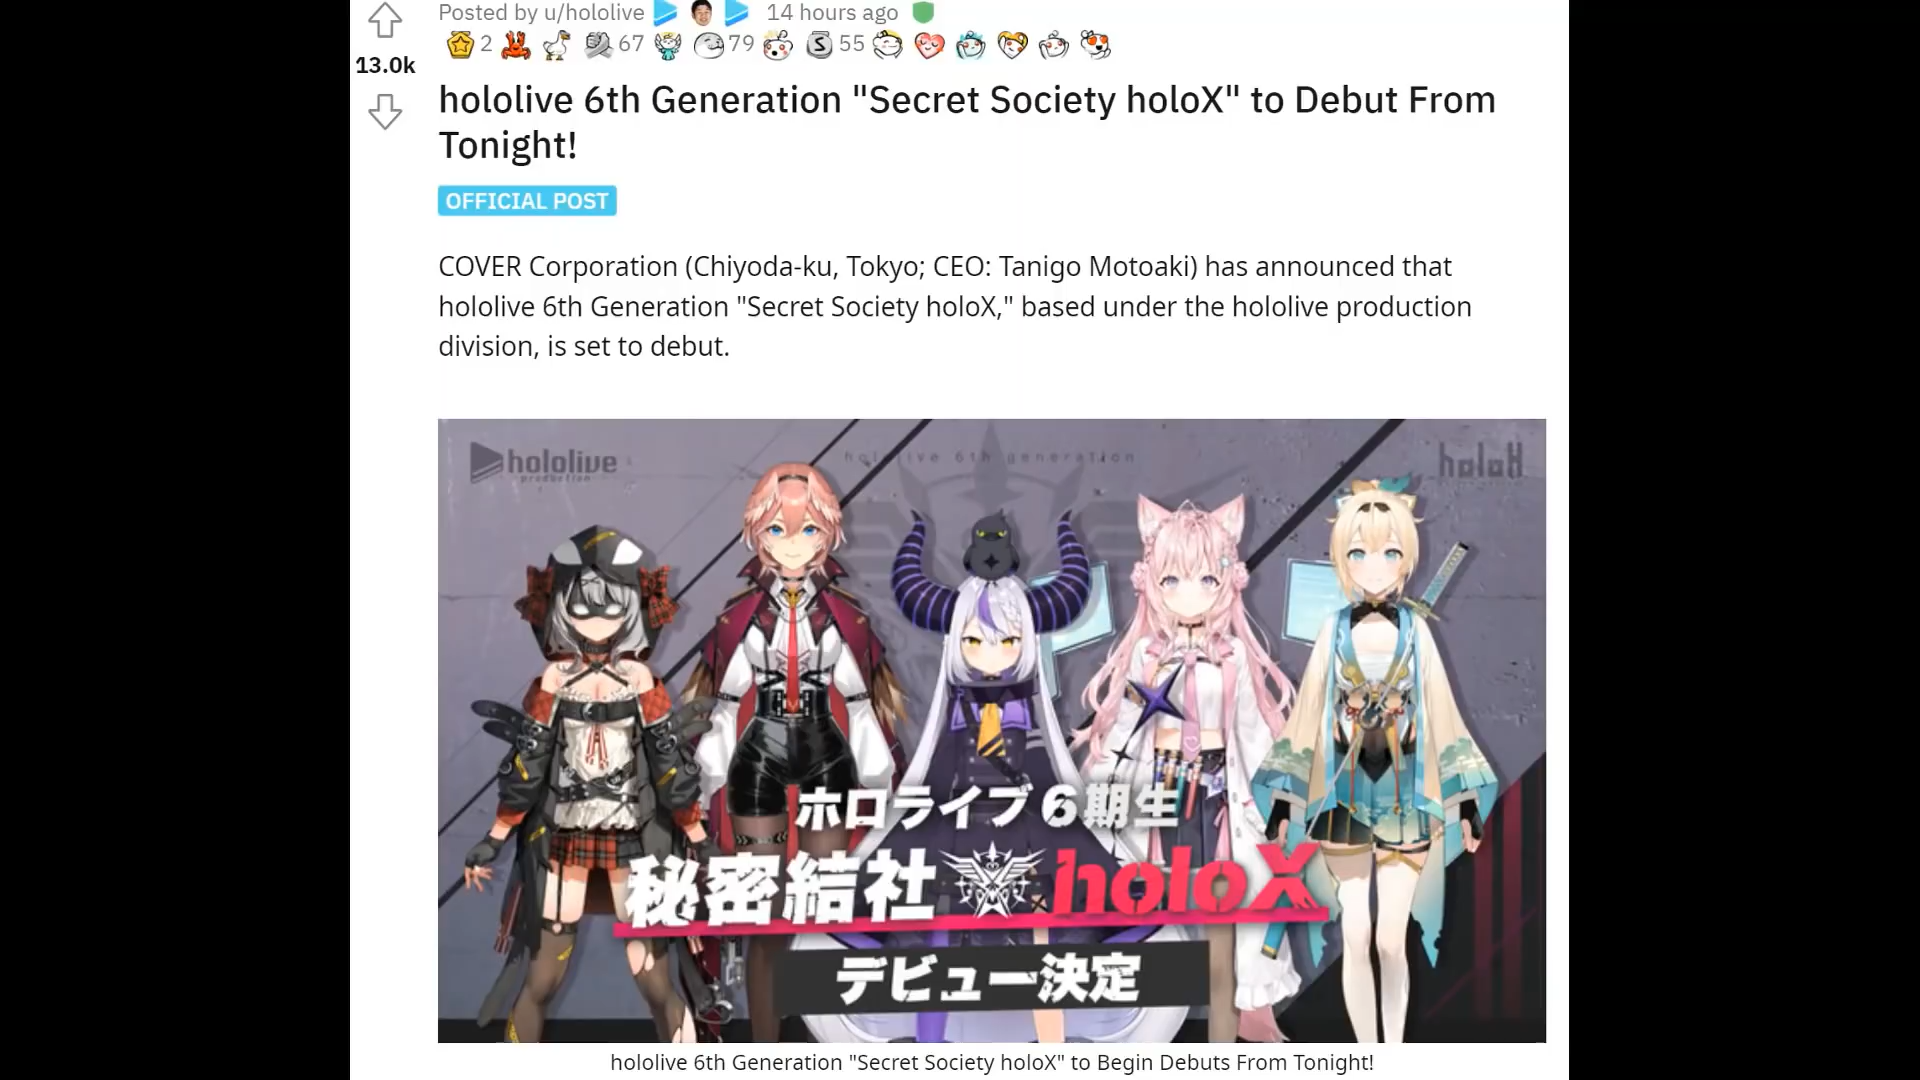 Posted by u/hololive 14 hours ago
2 67 79 S 55
13.0k
hololive 6th Generation "Secret Society holoX" to Debut From
Tonight!
OFFICIAL POST
COVER Corporation (Chiyoda-ku, Tokyo; CEO: Tanigo Motoaki) has announced that
hololive 6th Generation "Secret Society holoX," based under the hololive production
division, is set to debut.
hololive
production
hololive 6th generation
holoX
ホロライブ6期生
秘密結社 holoX
デビュー決定
hololive 6th Generation "Secret Society holoX" to Begin Debuts From Tonight!